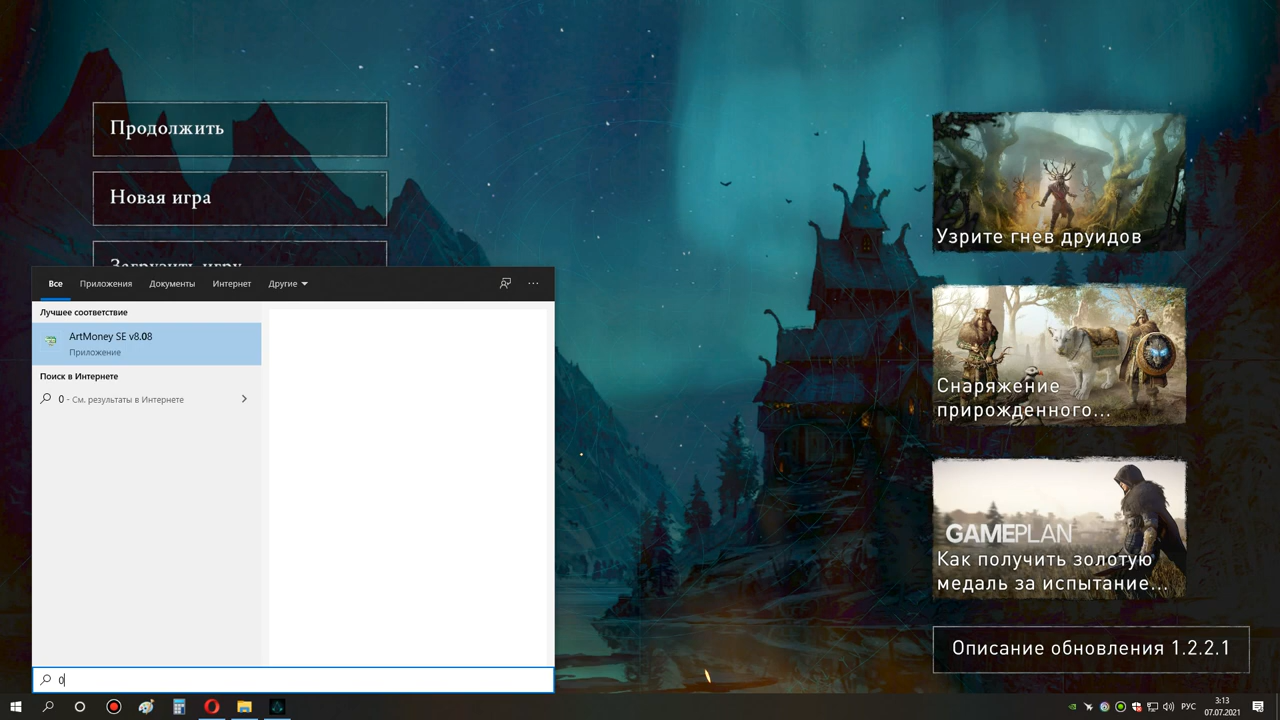 Продолжить
Новая игра
Загрузить игру
Все
Приложения
Документы
Интернет
Другие
Лучшее соответствие
ArtMoney SE v8.08
Приложение
Поиск в Интернете
0 - См. результаты в Интернете
0
Узрите гнев друидов
Снаряжение
прирожденного...
GAMEPLAN
Как получить золотую
медаль за испытание...
Описание обновления 1.2.2.1
РУС
3:13
07.07.2021